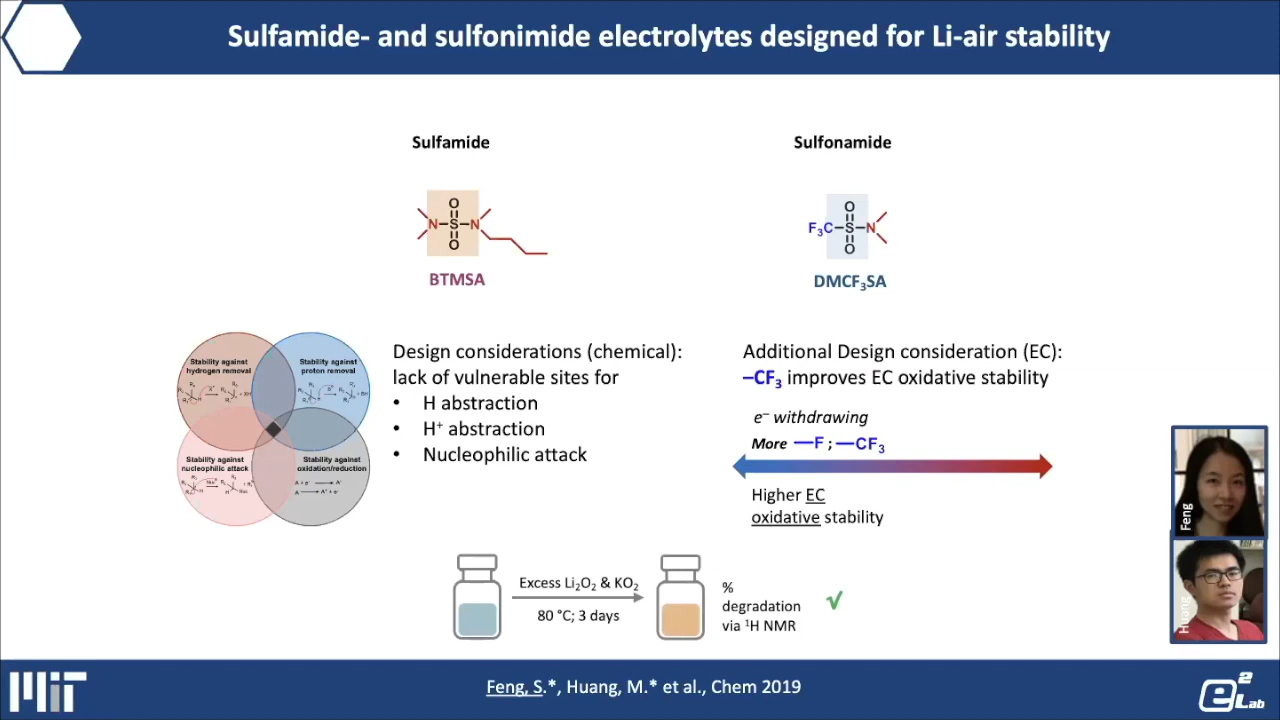 Sulfamide- and sulfonimide electrolytes designed for Li-air stability
Sulfamide
Sulfonamide
O
N–S–N
O
BTMSA
O
F₃C–S–N
O
DMCF₃SA
Stability against
hydrogen removal
Stability against
proton removal
Stability against
nucleophilic attack
Stability against
oxidation/reduction
Design considerations (chemical):
lack of vulnerable sites for
• H abstraction
• H⁺ abstraction
• Nucleophilic attack
Additional Design consideration (EC):
–CF₃ improves EC oxidative stability
e⁻ withdrawing
More —F ; —CF₃
Higher EC
oxidative stability
Excess Li₂O₂ & KO₂
80 °C; 3 days
%
degradation
via ¹H NMR
√
Feng
Huang
MIT
Feng, S.*, Huang, M.* et al., Chem 2019
e² Lab